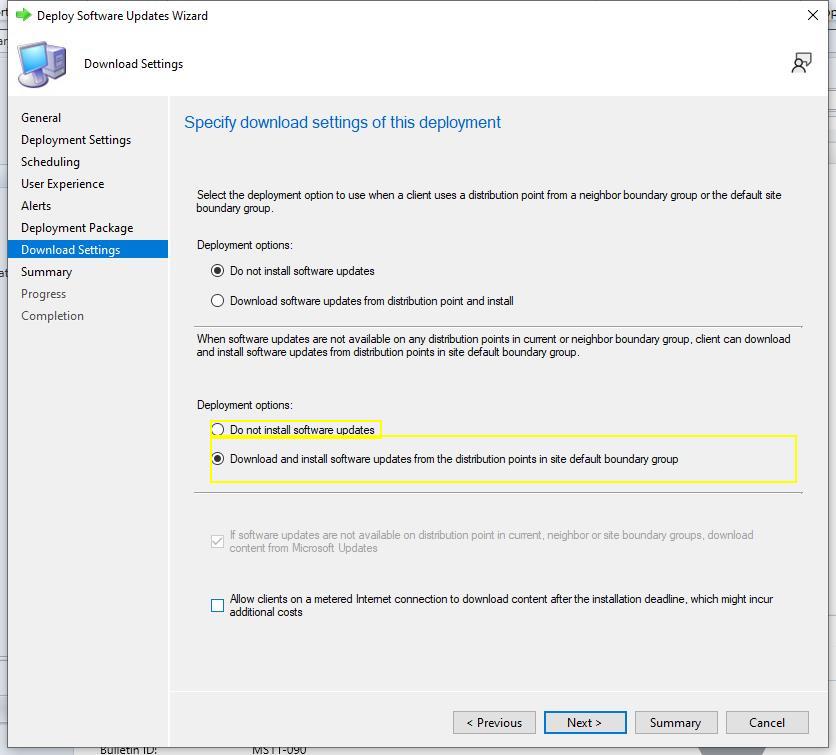 Deploy Software Updates Wizard
Download Settings
General
Deployment Settings
Scheduling
User Experience
Alerts
Deployment Package
Download Settings
Summary
Progress
Completion
Specify download settings of this deployment
Select the deployment option to use when a client uses a distribution point from a neighbor boundary group or the default site
boundary group.
Deployment options:
Do not install software updates
Download software updates from distribution point and install
When software updates are not available on any distribution points in current or neighbor boundary group, client can download
and install software updates from distribution points in site default boundary group.
Deployment options:
Do not install software updates
Download and install software updates from the distribution points in site default boundary group
If software updates are not available on distribution point in current, neighbor or site boundary groups, download
content from Microsoft Updates
Allow clients on a metered Internet connection to download content after the installation deadline, which might incur
additional costs
< Previous
Next >
Summary
Cancel
Bulletin ID: MS11-090